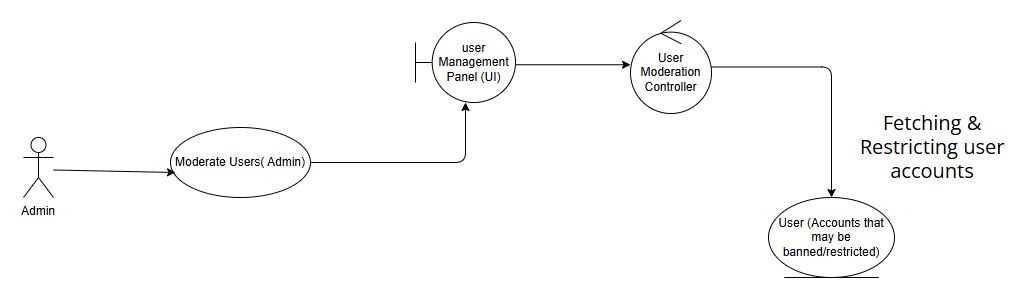 user
Management
Panel (UI)
User
Moderation
Controller
Fetching &
Restricting user
accounts
Moderate Users( Admin)
Admin
User (Accounts that
may be
banned/restricted)